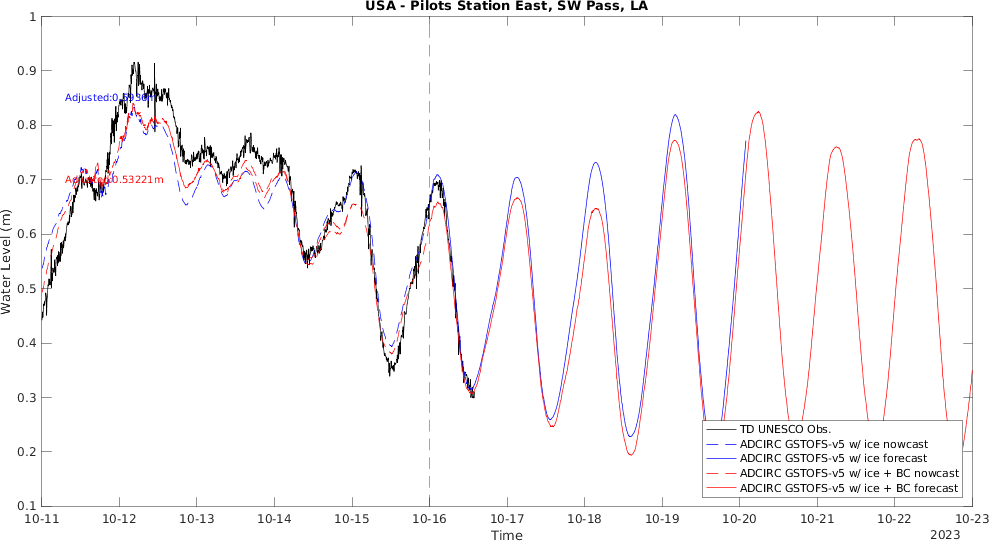 USA - Pilots Station East, SW Pass, LA
1
0.9
Adjusted:
0.8
0.7
Adjusted:0.53221m
0.6
Water Level (m)
0.5
0.4
0.3
0.2
0.1
TD UNESCO Obs.
ADCIRC GSTOFS-v5 w/ ice nowcast
ADCIRC GSTOFS-v5 w/ ice forecast
ADCIRC GSTOFS-v5 w/ ice + BC nowcast
ADCIRC GSTOFS-v5 w/ ice + BC forecast
10-11 10-12 10-13 10-14 10-15 10-16 10-17 10-18 10-19 10-20 10-21 10-22 10-23
Time
2023